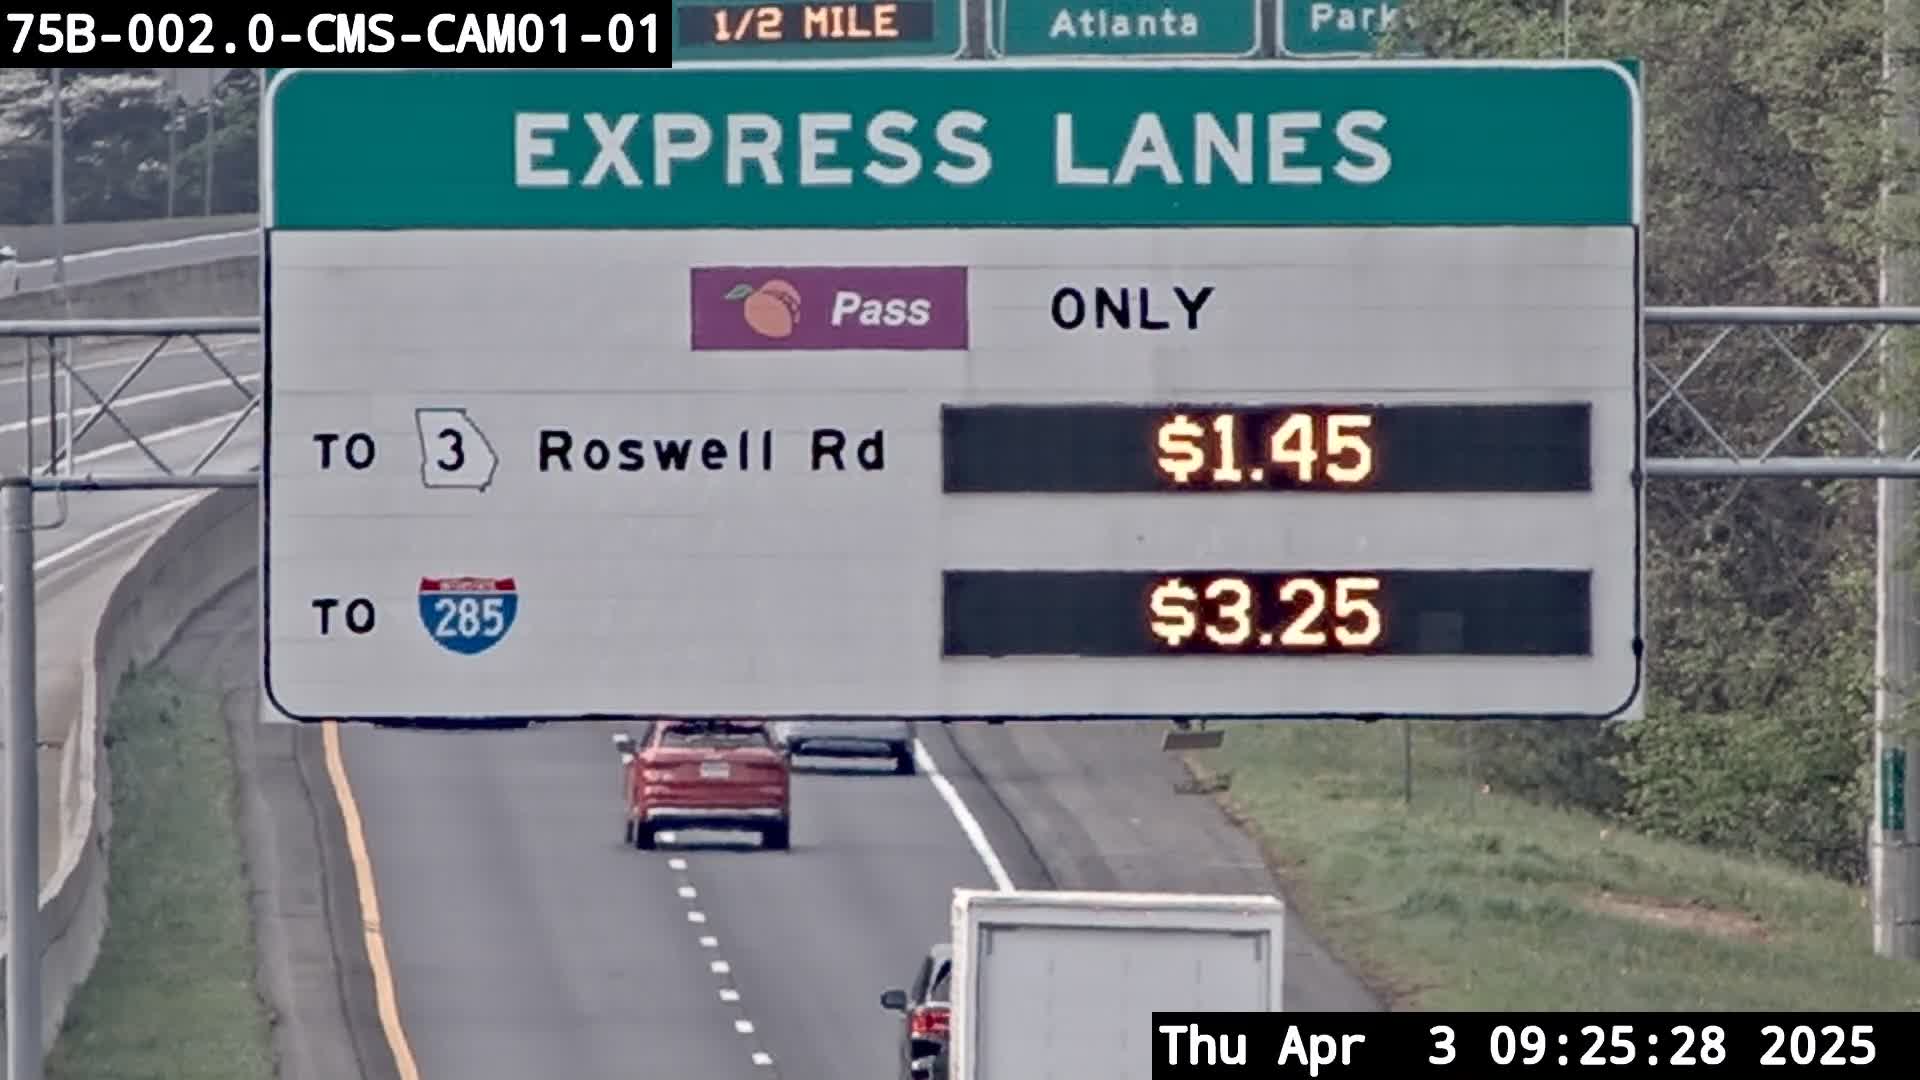 75B-002.0-CMS-CAM01-01
1/2 MILE
Atlanta
Park
EXPRESS LANES
Pass ONLY
TO 3 Roswell Rd $1.45
TO 285 $3.25
Thu Apr 3 09:25:28 2025